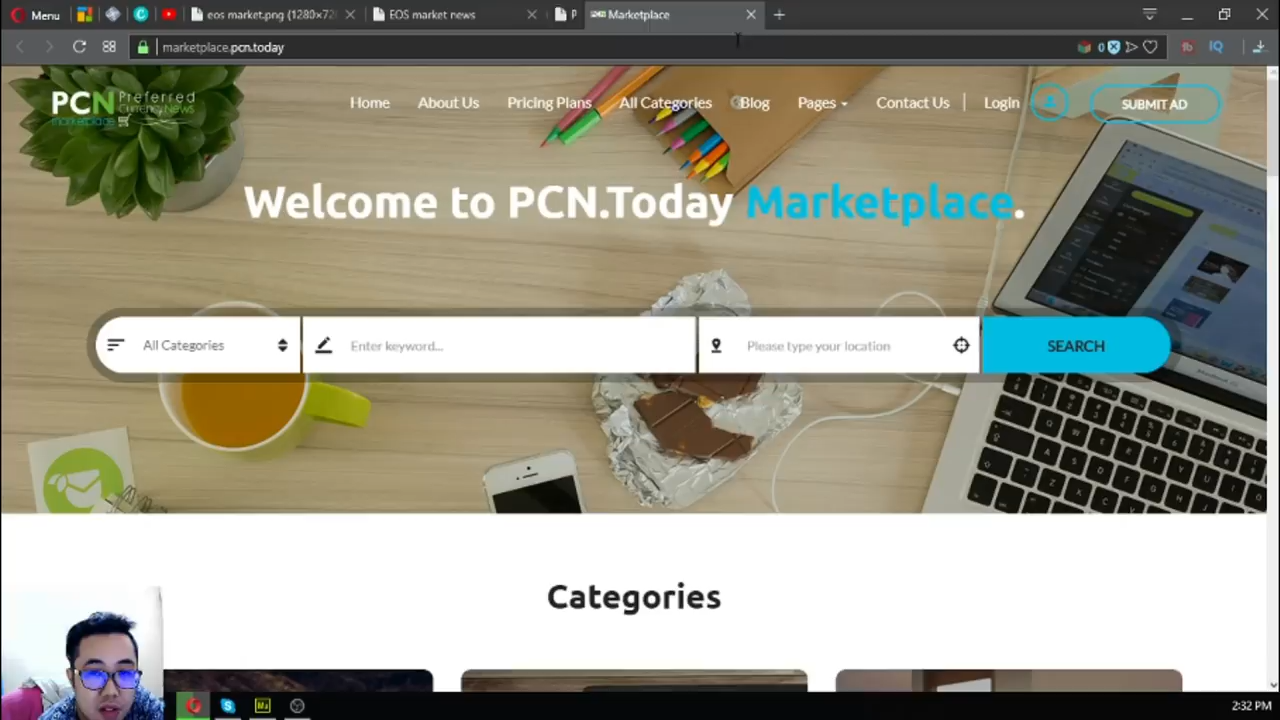 Menu
eos market.png (1280×72
EOS market news
P
Marketplace
marketplace.pcn.today
0
PCN Preferred
Currency News
marketplace
Home
About Us
Pricing Plans
All Categories
Blog
Pages
Contact Us
Login
SUBMIT AD
Welcome to PCN.Today Marketplace.
All Categories
Enter keyword...
Please type your location
SEARCH
Categories
2:32 PM